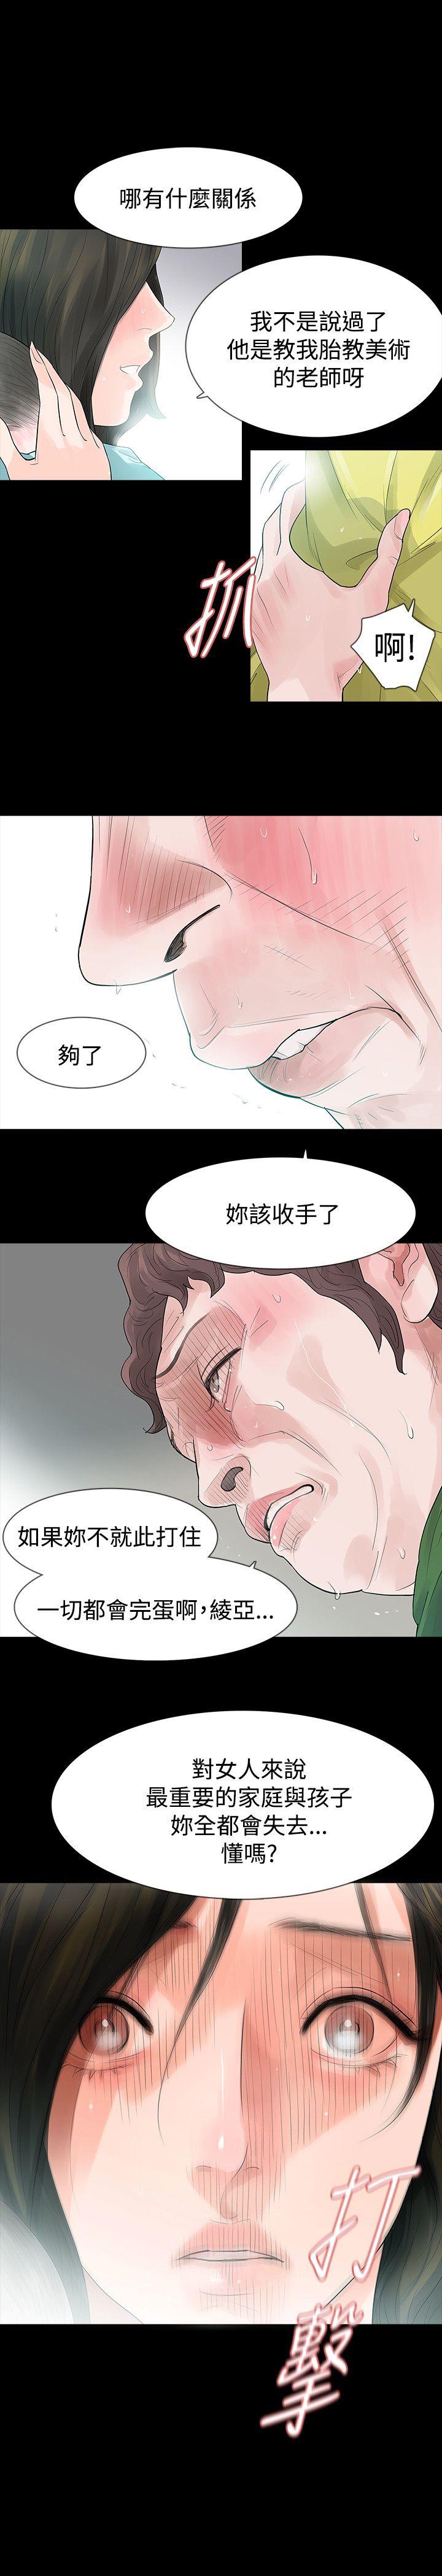 哪有什麼關係
我不是說過了
他是教我胎教美術
的老師呀
抓
啊!
夠了
妳該收手了
如果妳不就此打住
一切都會完蛋啊,綾亞...
對女人來說
最重要的家庭與孩子
妳全都會失去...
懂嗎?
打
擊